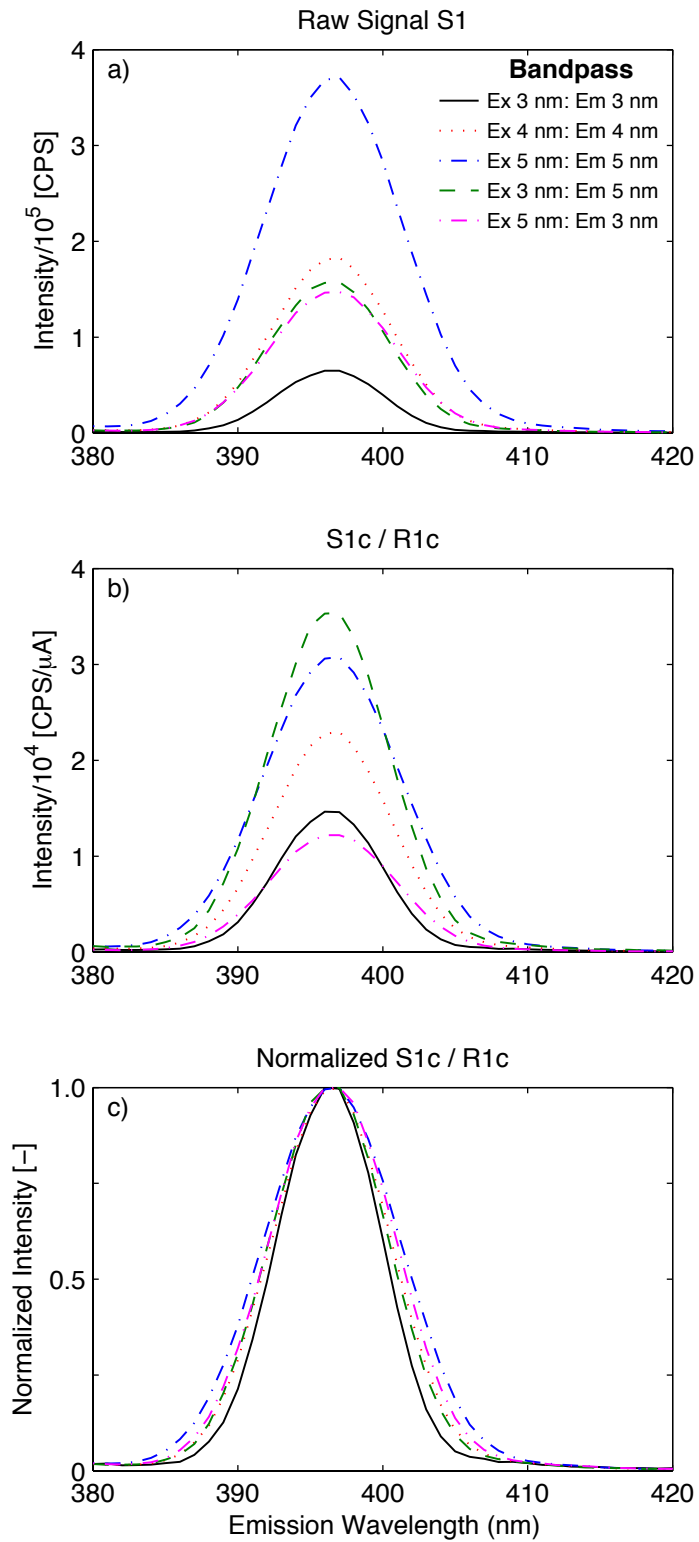 Raw Signal S1
a)
Bandpass
Ex 3 nm: Em 3 nm
Ex 4 nm: Em 4 nm
Ex 5 nm: Em 5 nm
Ex 3 nm: Em 5 nm
Ex 5 nm: Em 3 nm
Intensity/10^5 [CPS]
4
3
2
1
0
380 390 400 410 420
S1c / R1c
b)
Intensity/10^4 [CPS/μA]
4
3
2
1
0
380 390 400 410 420
Normalized S1c / R1c
c)
Normalized Intensity [−]
1.0
0.5
0
380 390 400 410 420
Emission Wavelength (nm)